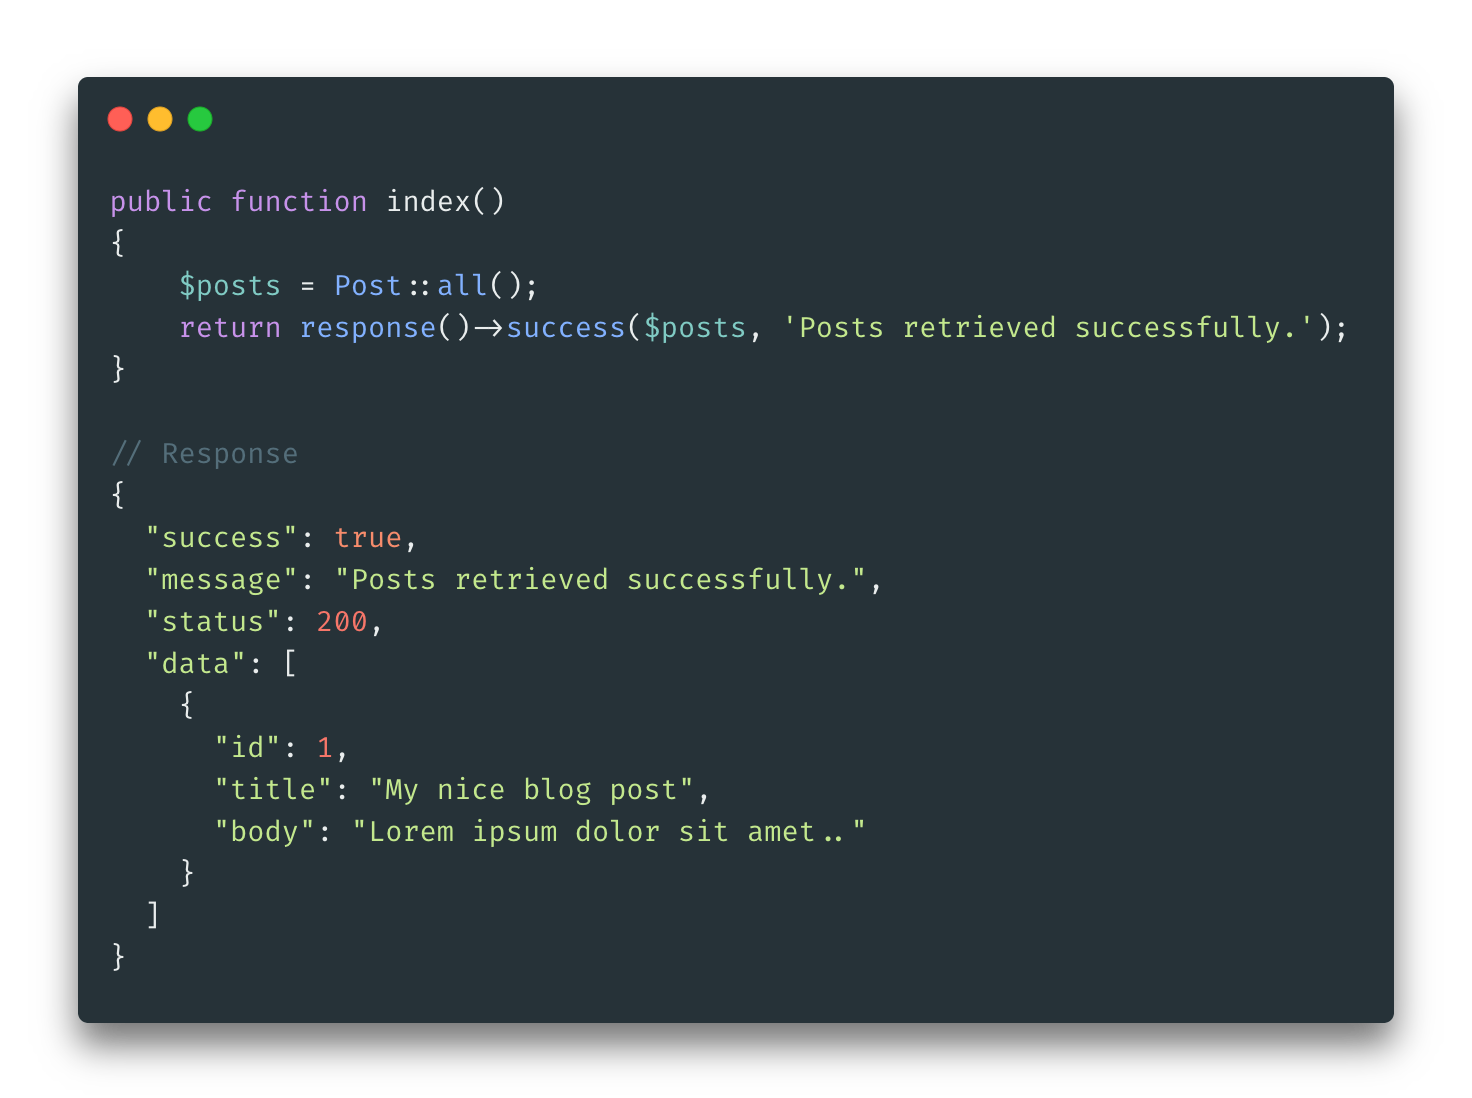 public function index()
{
    $posts = Post::all();
    return response()->success($posts, 'Posts retrieved successfully.');
}

// Response
{
  "success": true,
  "message": "Posts retrieved successfully.",
  "status": 200,
  "data": [
    {
      "id": 1,
      "title": "My nice blog post",
      "body": "Lorem ipsum dolor sit amet.."
    }
  ]
}